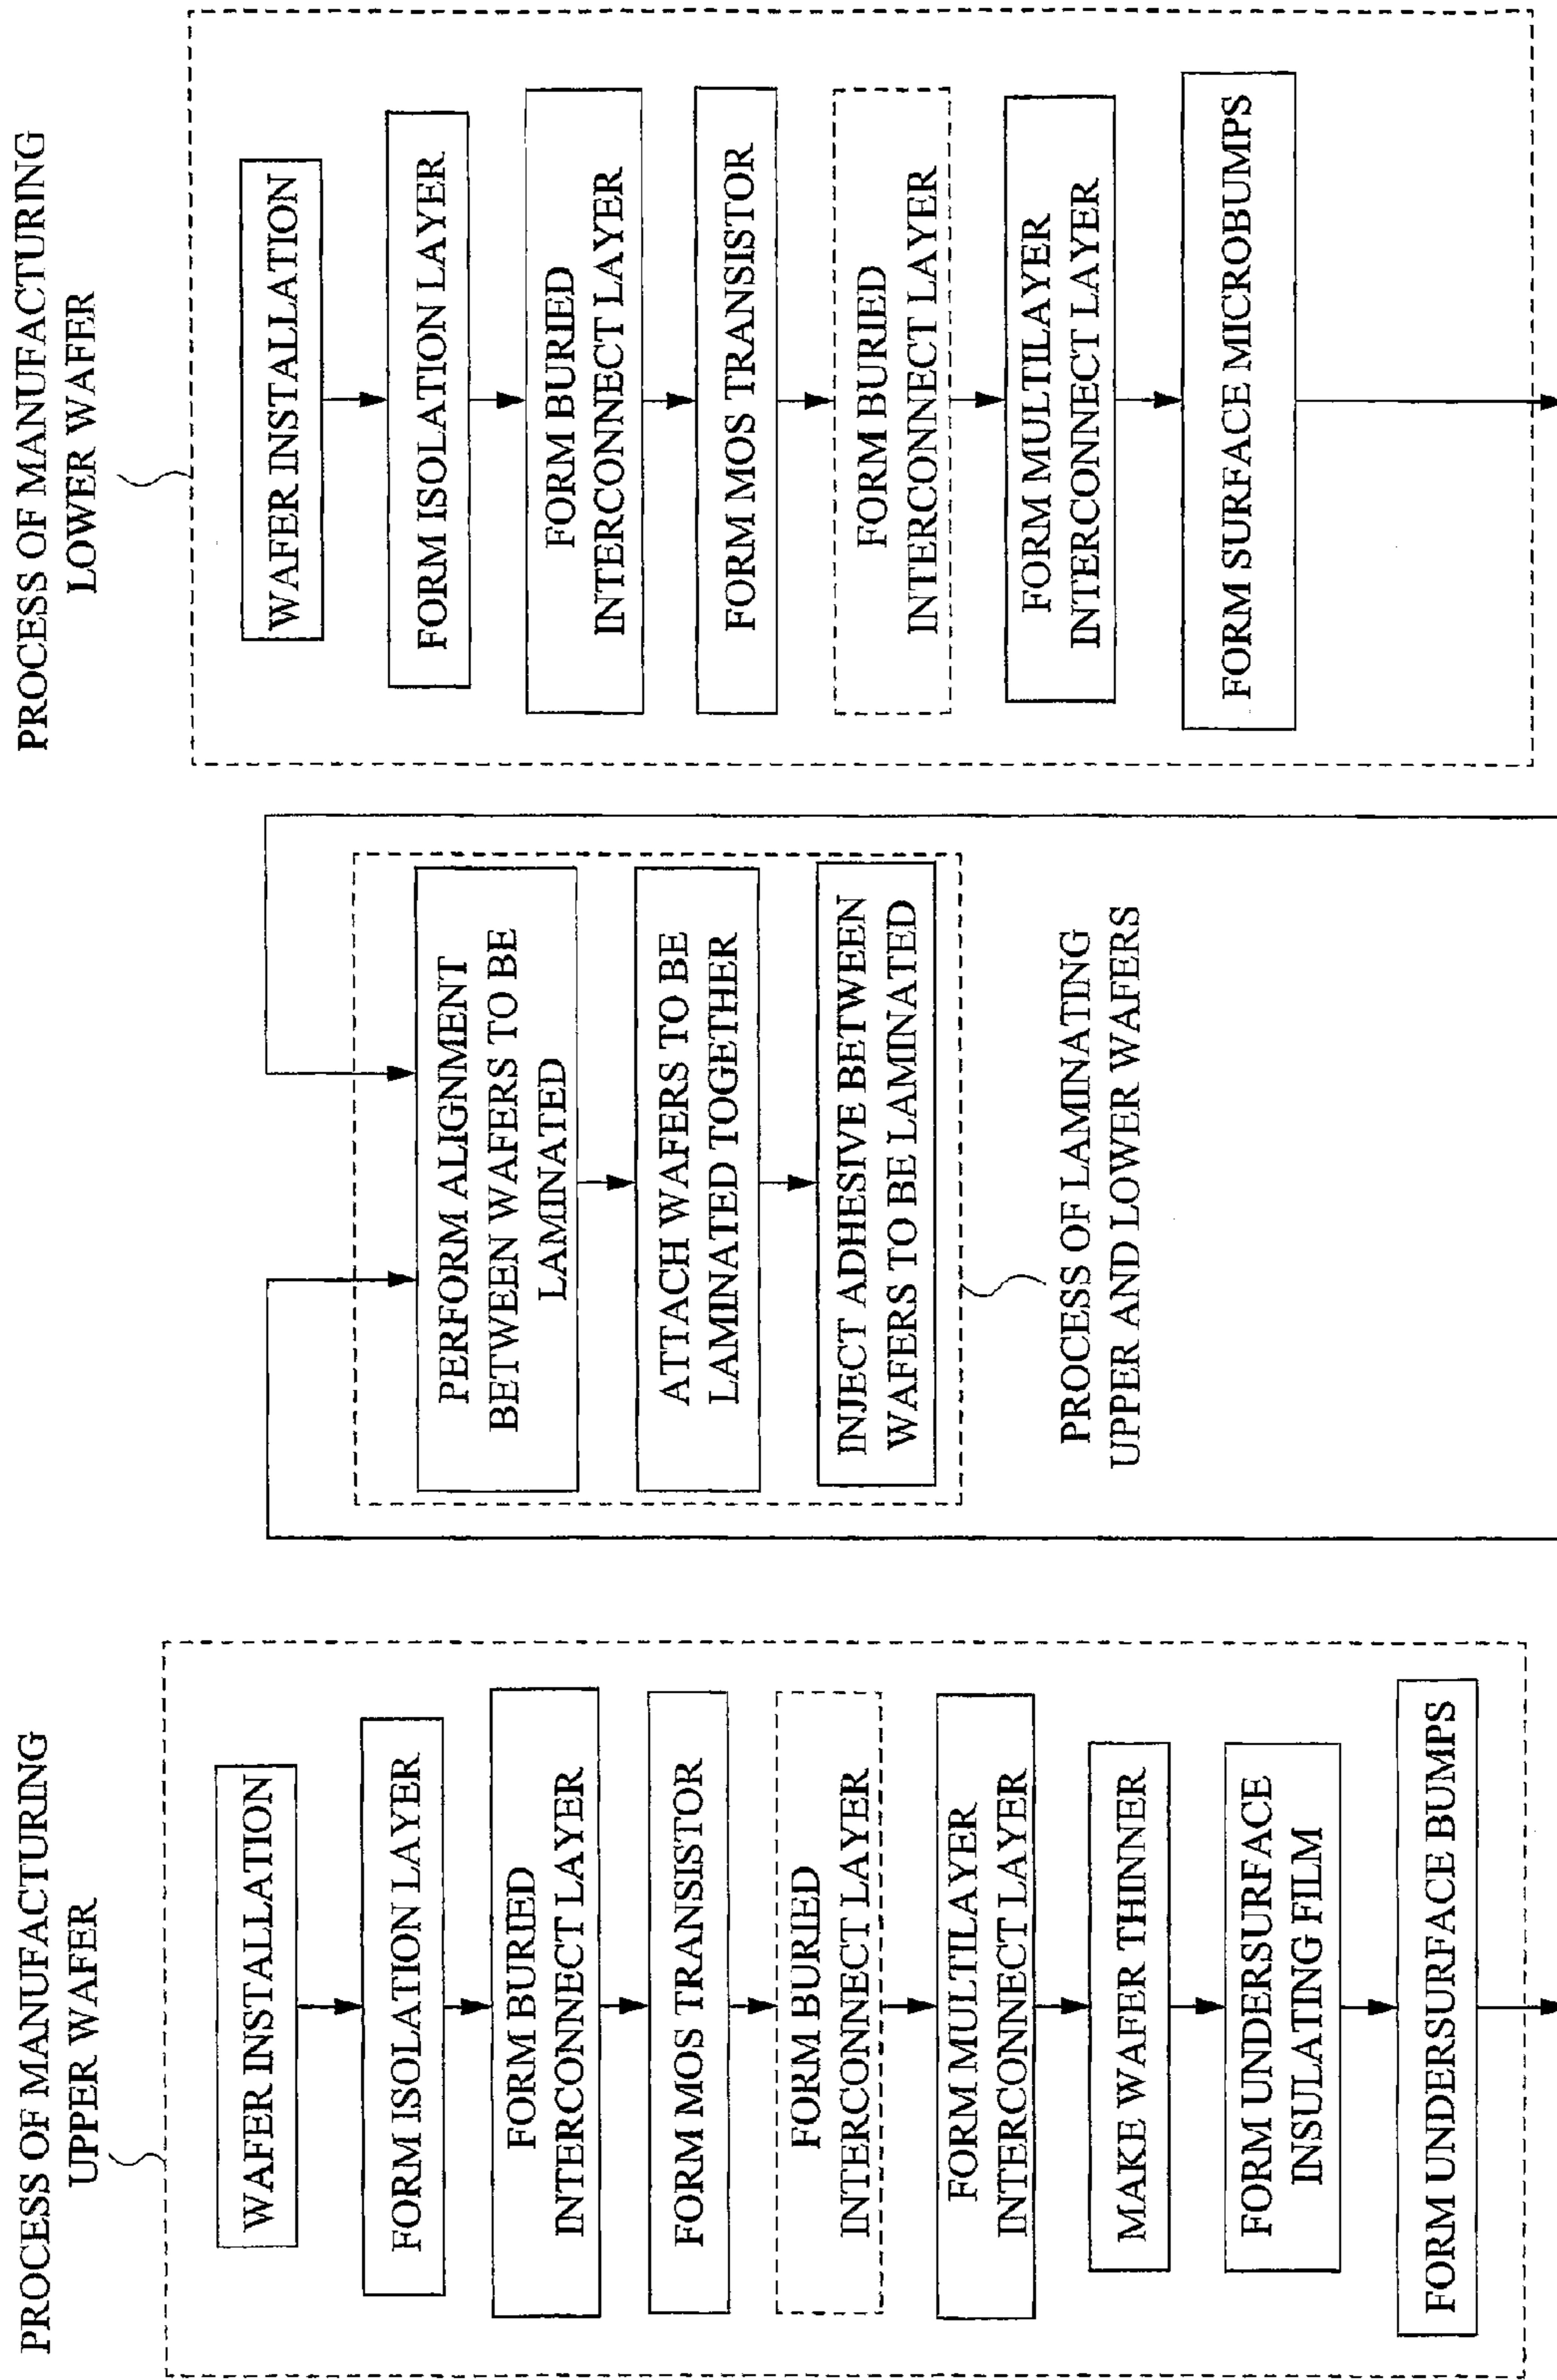 PROCESS OF MANUFACTURING
UPPER WAFER
WAFER INSTALLATION
FORM ISOLATION LAYER
FORM BURIED
INTERCONNECT LAYER
FORM MOS TRANSISTOR
FORM BURIED
INTERCONNECT LAYER
FORM MULTILAYER
INTERCONNECT LAYER
MAKE WAFER THINNER
FORM UNDERSURFACE
INSULATING FILM
FORM UNDERSURFACE BUMPS
PERFORM ALIGNMENT
BETWEEN WAFERS TO BE
LAMINATED
ATTACH WAFERS TO BE
LAMINATED TOGETHER
INJECT ADHESIVE BETWEEN
WAFERS TO BE LAMINATED
PROCESS OF LAMINATING
UPPER AND LOWER WAFERS
PROCESS OF MANUFACTURING
LOWER WAFER
WAFER INSTALLATION
FORM ISOLATION LAYER
FORM BURIED
INTERCONNECT LAYER
FORM MOS TRANSISTOR
FORM BURIED
INTERCONNECT LAYER
FORM MULTILAYER
INTERCONNECT LAYER
FORM SURFACE MICROBUMPS